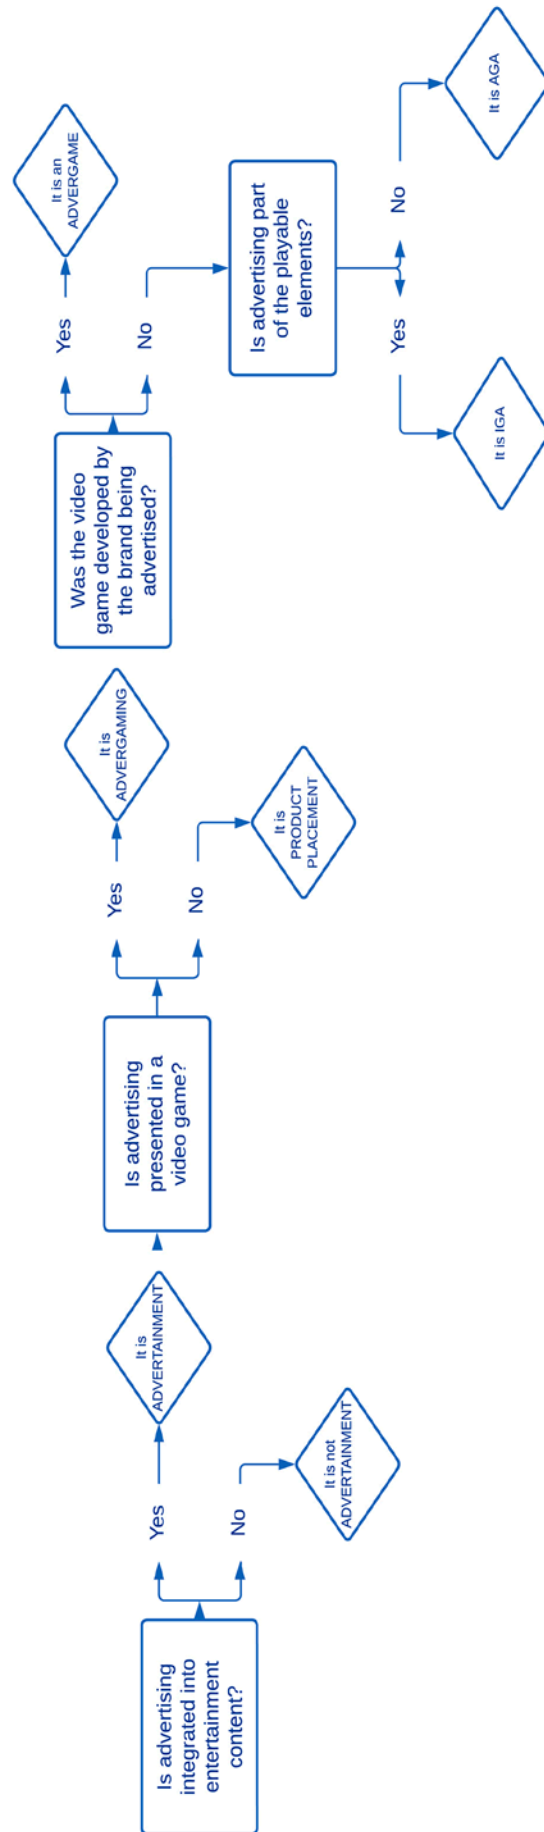 Is advertising
integrated into
entertainment
content?
Yes
No
It is
ADVERTAINMENT
It is not
ADVERTAINMENT
Is advertising
presented in a
video game?
Yes
No
It is
ADVERGAMING
It is
PRODUCT
PLACEMENT
Was the video
game developed by
the brand being
advertised?
Yes
No
It is an
ADVERGAME
Is advertising part
of the playable
elements?
Yes
No
It is IGA
It is AGA